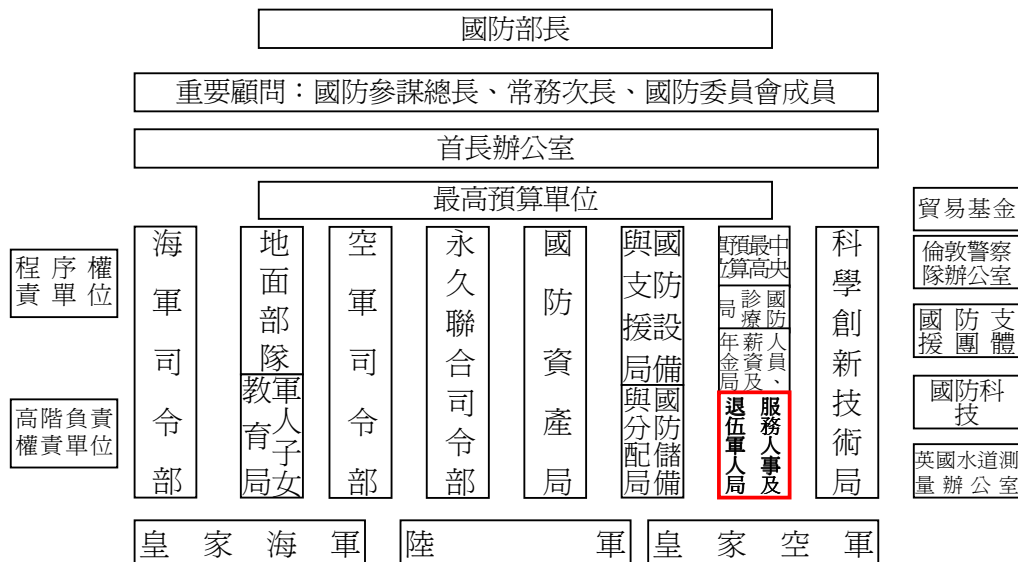 國防部長
重要顧問：國防參謀總長、常務次長、國防委員會成員
首長辦公室
最高預算單位
程序權
責單位
高階負責
權責單位
海軍司令部
地面部隊
軍人子女
教育局
空軍司令部
永久聯合司令部
國防資產局
國防設備
與支援局
國防儲備
與分配局
中央
最高
預算
單位
國防
診療
局
人員、
薪資及
年金局
服務人事及
退伍軍人局
科學創新技術局
貿易基金
倫敦警察
隊辦公室
國防支
援團體
國防科
技
英國水道測
量辦公室
皇家海軍
陸軍
皇家空軍